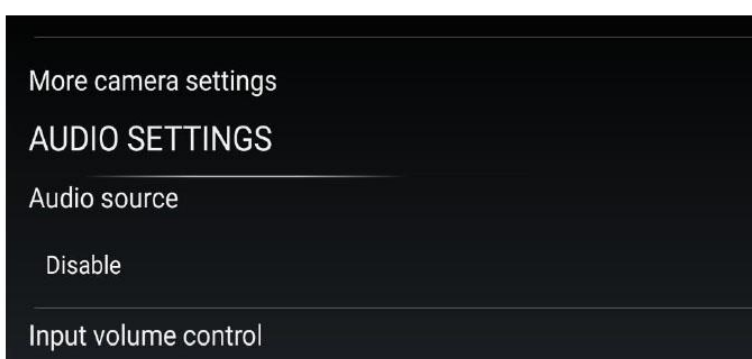 More camera settings
AUDIO SETTINGS
Audio source
Disable
Input volume control